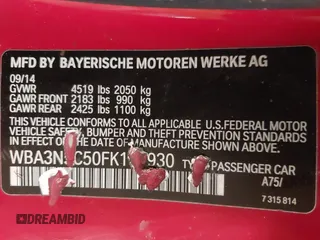 MFD BY BAYERISCHE MOTOREN WERKE AG
09/14
GVWR 4519 lbs 2050 kg
GAWR FRONT 2183 lbs 990 kg
GAWR REAR 2425 lbs 1100 kg
THIS VEHICLE CONFORMS TO ALL APPLICABLE U.S.FEDERAL MOTOR
VEHICLE SAFETY, BUMPER, AND THEFT PREVENTION STANDARDS
IN EFFECT ON THE DATE OF MANUFACTURE SHOWN ABOVE.
PASSENGER CAR
A75/
7 315 814
DREAMBID